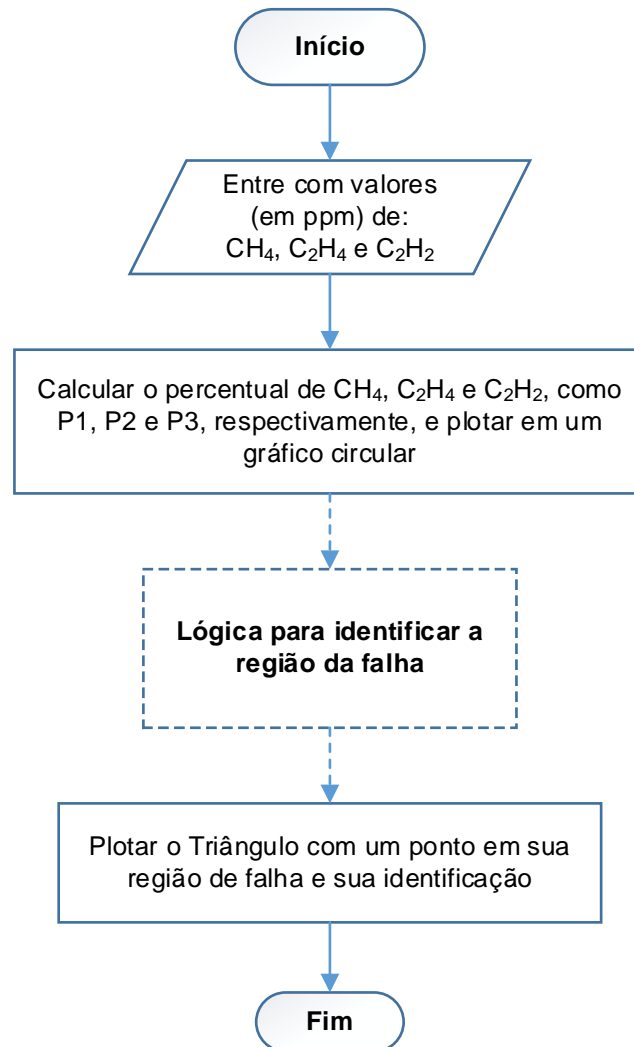 Início
Entre com valores
(em ppm) de:
CH₄, C₂H₄ e C₂H₂
Calcular o percentual de CH₄, C₂H₄ e C₂H₂, como
P1, P2 e P3, respectivamente, e plotar em um
gráfico circular
Lógica para identificar a
região da falha
Plotar o Triângulo com um ponto em sua
região de falha e sua identificação
Fim